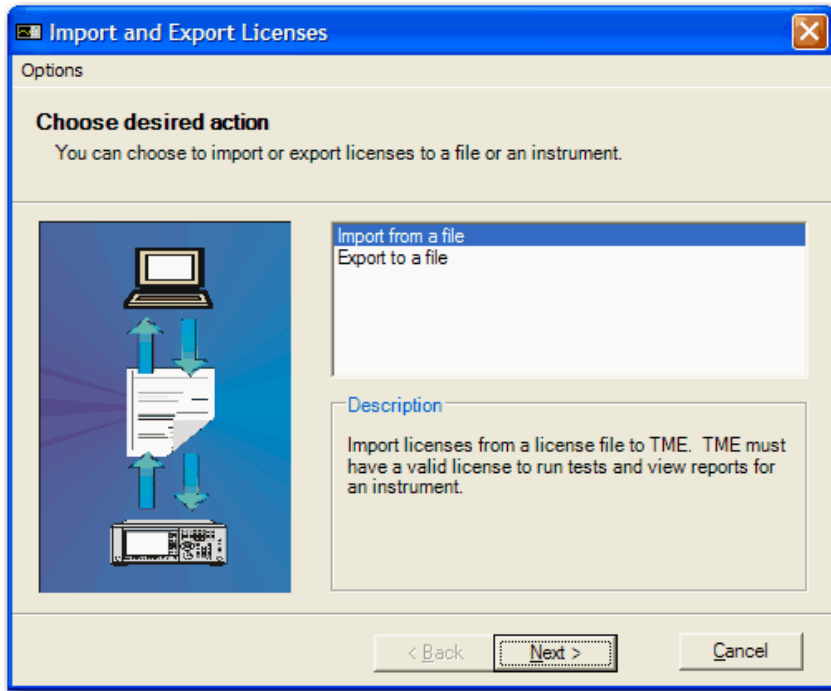 Import and Export Licenses
Options
Choose desired action
You can choose to import or export licenses to a file or an instrument.
Import from a file
Export to a file
Description
Import licenses from a license file to TME.  TME must
have a valid license to run tests and view reports for
an instrument.
< Back
Next >
Cancel